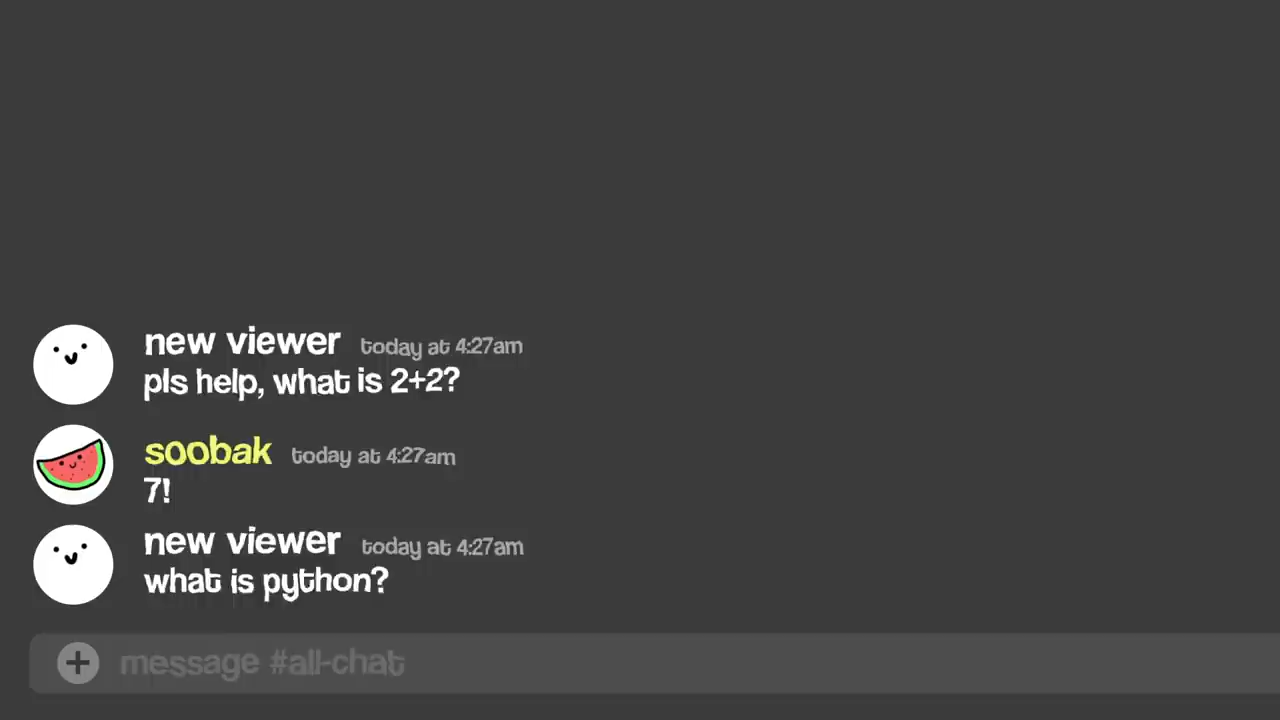 new viewer today at 4:27am
pls help, what is 2+2?
soobak today at 4:27am
7!
new viewer today at 4:27am
what is python?
message #all-chat